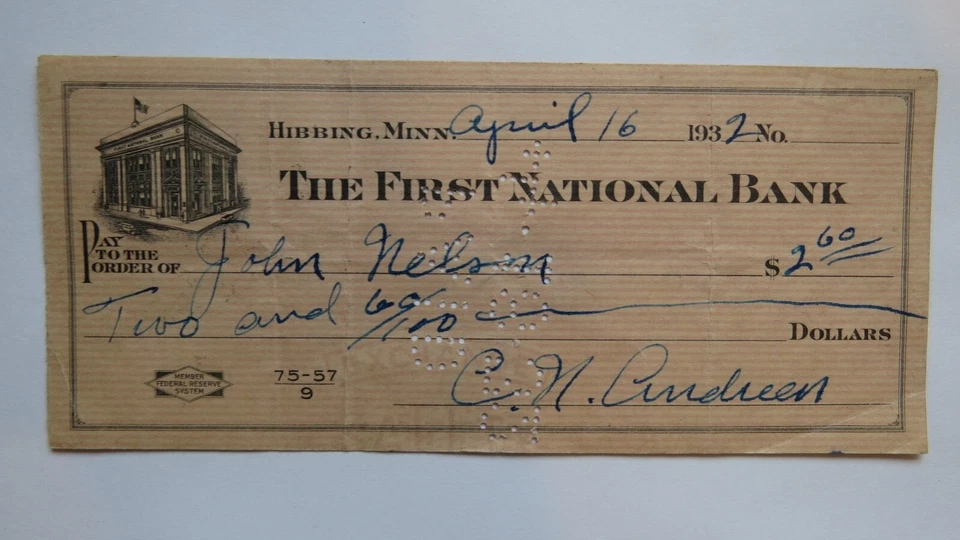 HIBBING, MINN. April 16 1932 No.
THE FIRST NATIONAL BANK
PAY TO THE ORDER OF John Nelson $2 60
Two and 60/100 DOLLARS
MEMBER FEDERAL RESERVE SYSTEM
75-57
9
C. N. Andreen